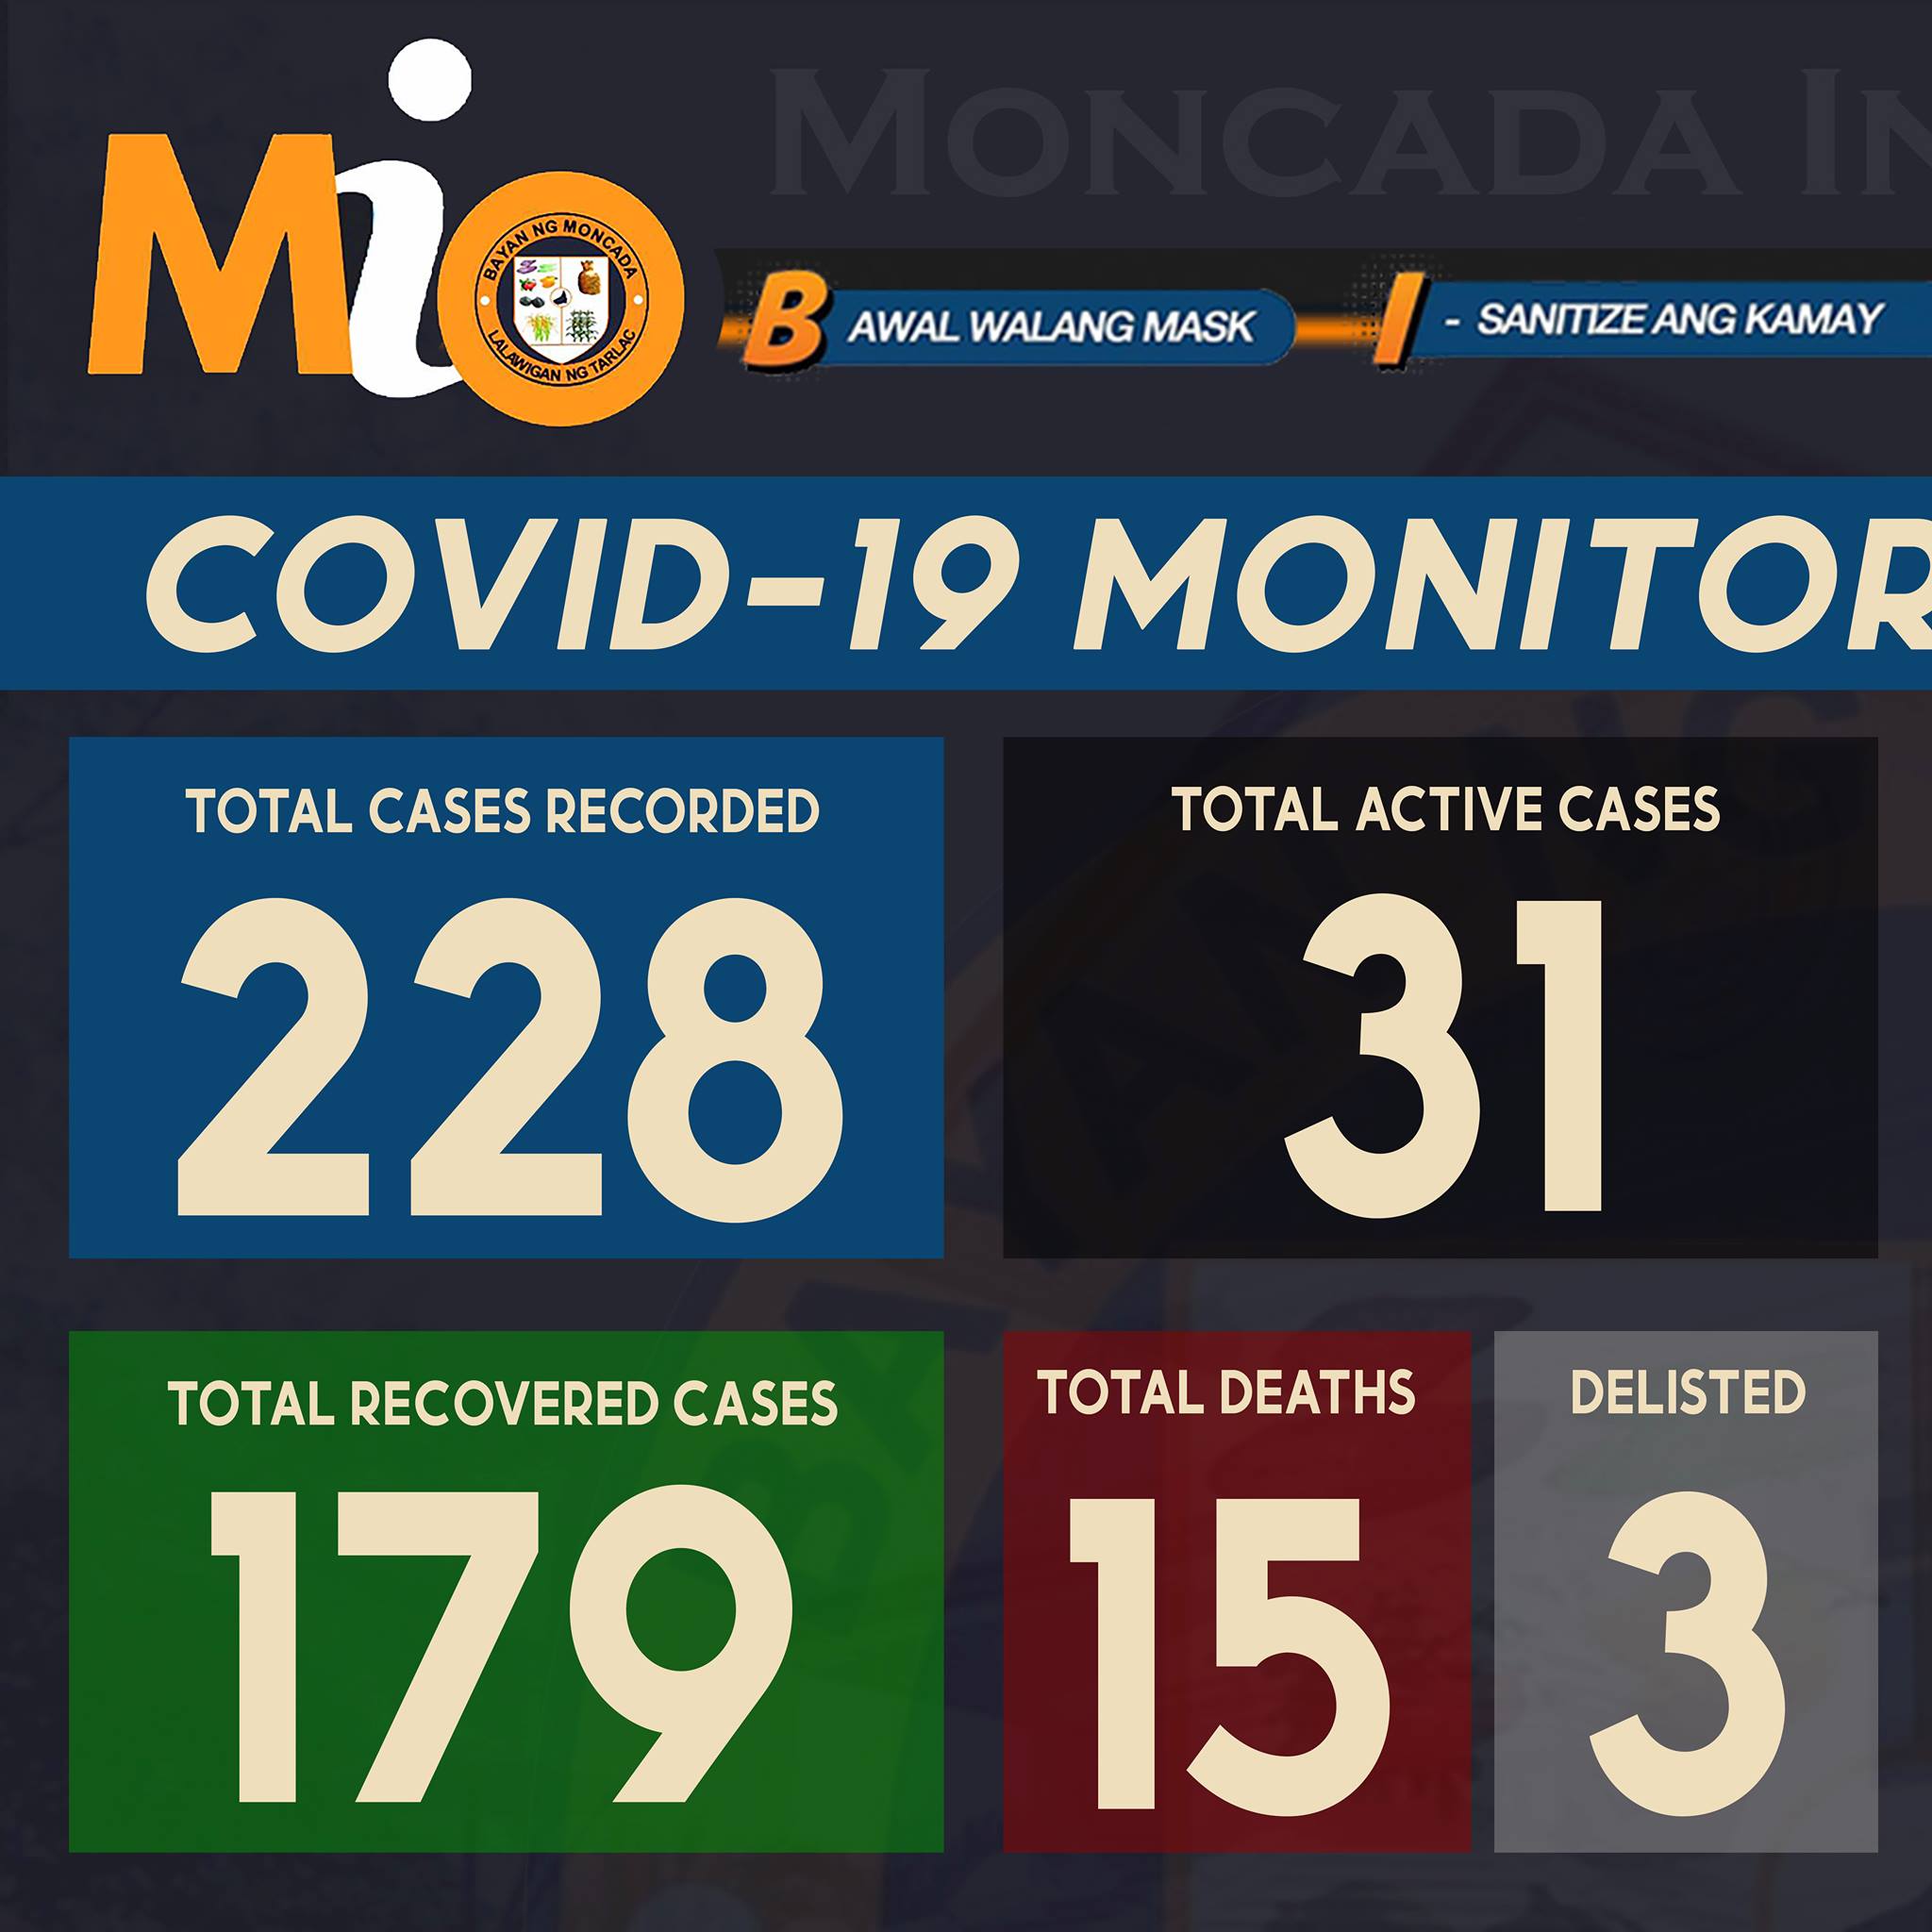 Mio
BAYAN NG MONCADA
LALAWIGAN NG TARLAC
MONCADA IN
BAWAL WALANG MASK
I - SANITIZE ANG KAMAY
COVID-19 MONITOR
TOTAL CASES RECORDED
228
TOTAL ACTIVE CASES
31
TOTAL RECOVERED CASES
179
TOTAL DEATHS
15
DELISTED
3